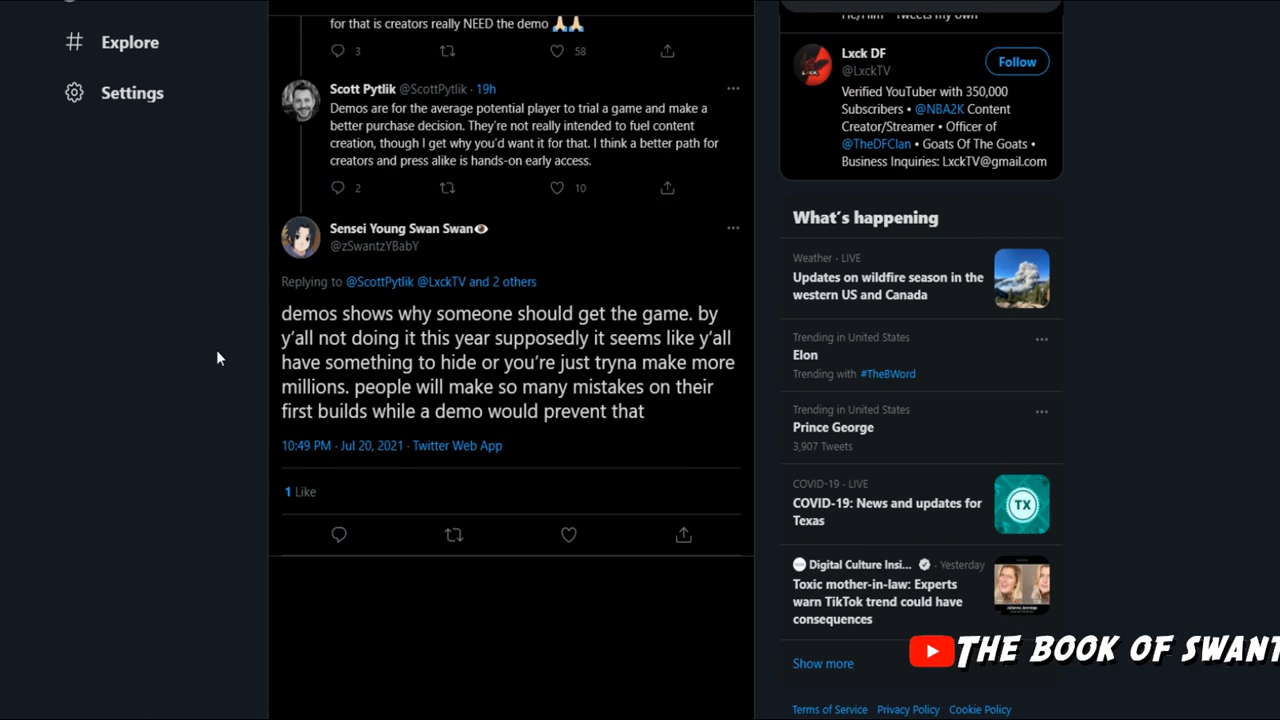 Explore
Settings
for that is creators really NEED the demo 🙏🏻🙏🏻
3
58
Scott Pytlik @ScottPytlik · 19h
Demos are for the average potential player to trial a game and make a
better purchase decision. They're not really intended to fuel content
creation, though I get why you'd want it for that. I think a better path for
creators and press alike is hands-on early access.
2
10
Sensei Young Swan Swan👁
@zSwantzYBabY
Replying to @ScottPytlik @LxckTV and 2 others
demos shows why someone should get the game. by
y'all not doing it this year supposedly it seems like y'all
have something to hide or you're just tryna make more
millions. people will make so many mistakes on their
first builds while a demo would prevent that
10:49 PM · Jul 20, 2021 · Twitter Web App
1 Like
Lxck DF
@LxckTV
Follow
Verified YouTuber with 350,000
Subscribers • @NBA2K Content
Creator/Streamer • Officer of
@TheDFClan • Goats Of The Goats •
Business Inquiries: LxckTV@gmail.com
What's happening
Weather · LIVE
Updates on wildfire season in the
western US and Canada
Trending in United States
Elon
Trending with #TheBWord
Trending in United States
Prince George
3,907 Tweets
COVID-19 · LIVE
COVID-19: News and updates for
Texas
TX
Digital Culture Insi... · Yesterday
Toxic mother-in-law: Experts
warn TikTok trend could have
consequences
Show more
THE BOOK OF SWANT
Terms of Service Privacy Policy Cookie Policy